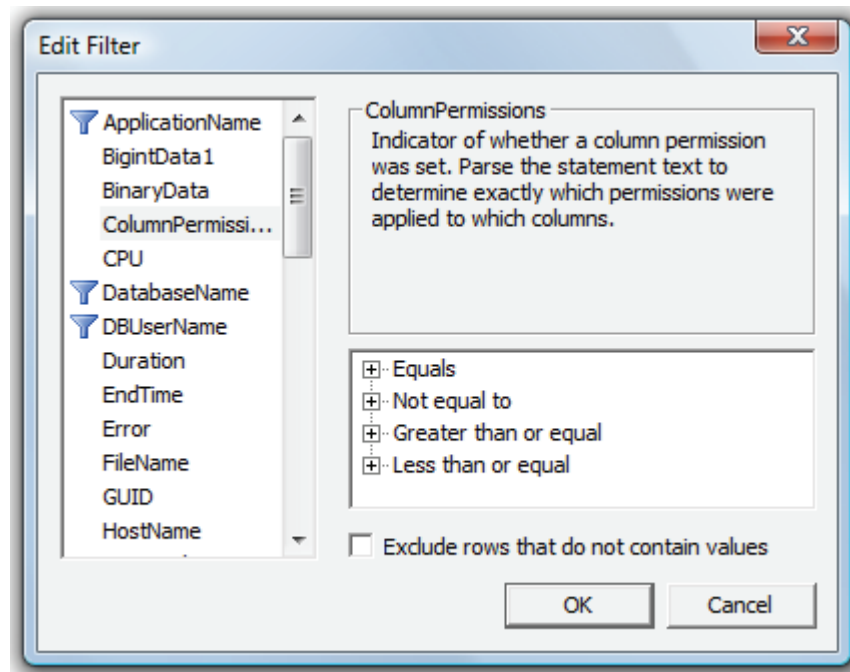 Edit Filter
ApplicationName
BigintData1
BinaryData
ColumnPermissi...
CPU
DatabaseName
DBUserName
Duration
EndTime
Error
FileName
GUID
HostName
ColumnPermissions
Indicator of whether a column permission
was set. Parse the statement text to
determine exactly which permissions were
applied to which columns.
Equals
Not equal to
Greater than or equal
Less than or equal
Exclude rows that do not contain values
OK
Cancel